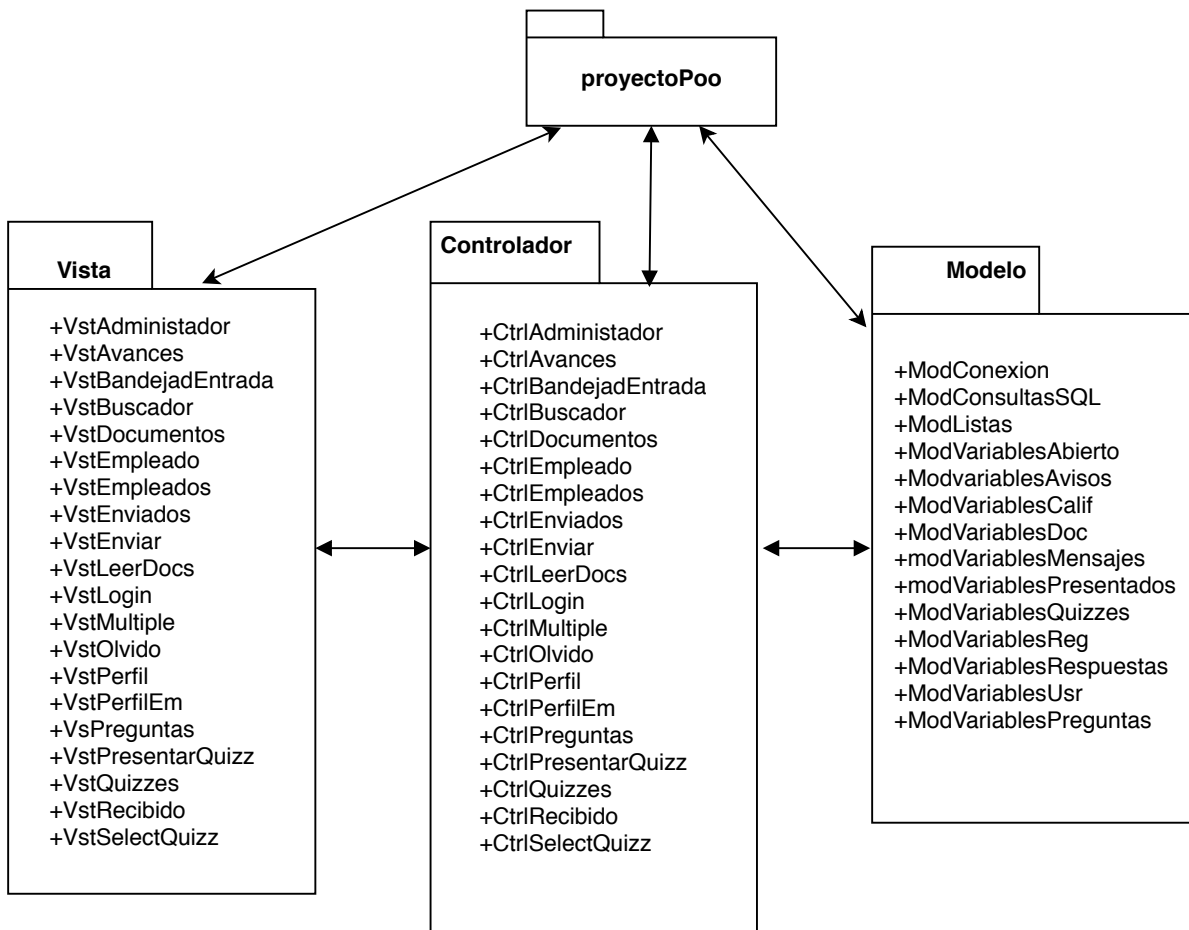 proyectoPoo
Vista
+VstAdministador
+VstAvances
+VstBandejadEntrada
+VstBuscador
+VstDocumentos
+VstEmpleado
+VstEmpleados
+VstEnviados
+VstEnviar
+VstLeerDocs
+VstLogin
+VstMultiple
+VstOlvido
+VstPerfil
+VstPerfilEm
+VsPreguntas
+VstPresentarQuizz
+VstQuizzes
+VstRecibido
+VstSelectQuizz
Controlador
+CtrlAdministador
+CtrlAvances
+CtrlBandejadEntrada
+CtrlBuscador
+CtrlDocumentos
+CtrlEmpleado
+CtrlEmpleados
+CtrlEnviados
+CtrlEnviar
+CtrlLeerDocs
+CtrlLogin
+CtrlMultiple
+CtrlOlvido
+CtrlPerfil
+CtrlPerfilEm
+CtrlPreguntas
+CtrlPresentarQuizz
+CtrlQuizzes
+CtrlRecibido
+CtrlSelectQuizz
Modelo
+ModConexion
+ModConsultasSQL
+ModListas
+ModVariablesAbierto
+ModvariablesAvisos
+ModVariablesCalif
+ModVariablesDoc
+modVariablesMensajes
+modVariablesPresentados
+ModVariablesQuizzes
+ModVariablesReg
+ModVariablesRespuestas
+ModVariablesUsr
+ModVariablesPreguntas